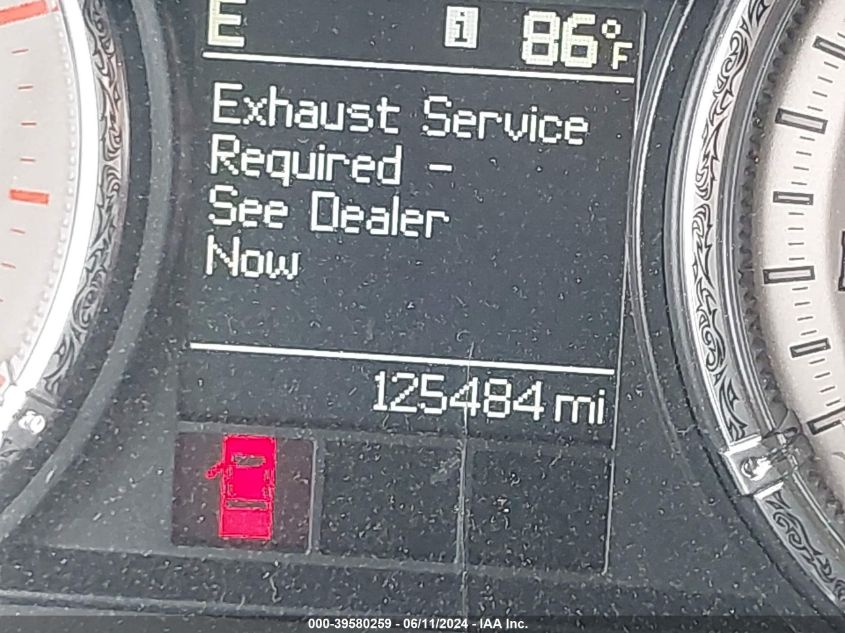 E i 86°F
Exhaust Service
Required -
See Dealer
Now
125484 mi
000-39580259 - 06/11/2024 - IAA Inc.